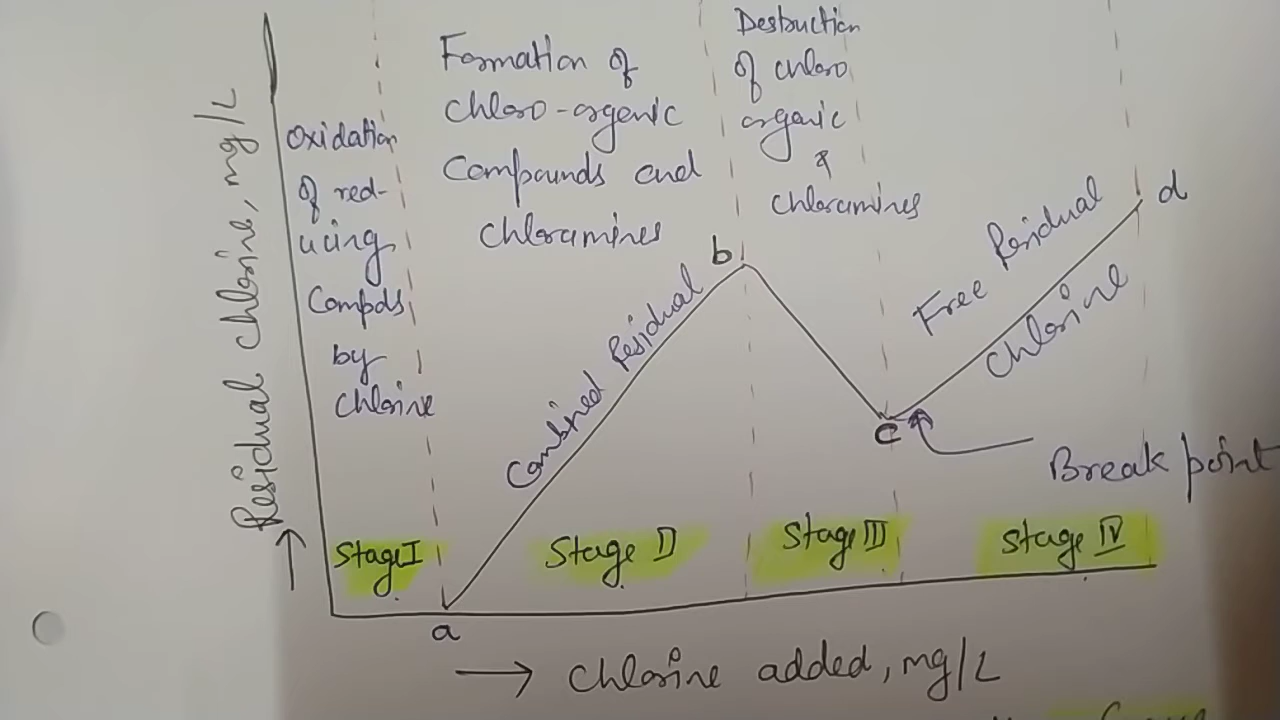 Oxidation
of red-
ucing
Compds
by
chlorine
Formation of
chloro-organic
Compounds and
chloramines
Destruction
of chloro
organic
&
chloramines
Residual chlorine, mg/L
Combined Residual
Free Residual
Chlorine
a
b
c
d
Break point
Stage I
Stage II
Stage III
Stage IV
chlorine added, mg/L